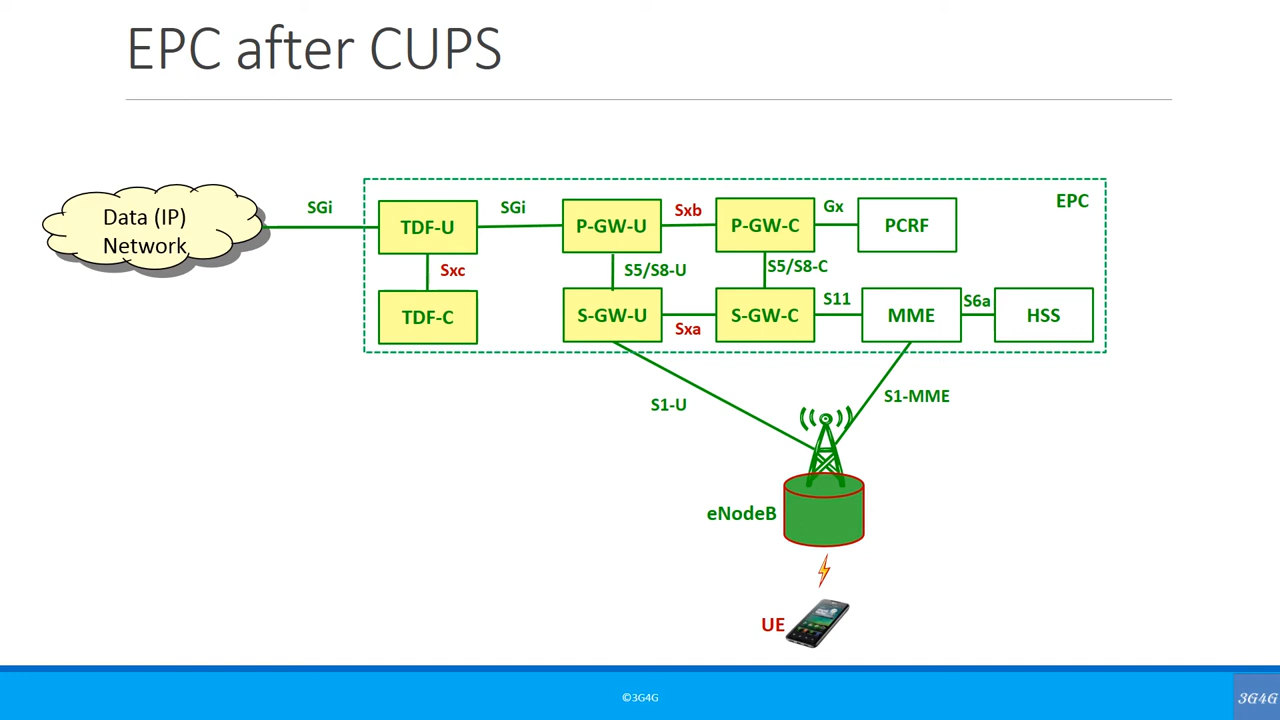 EPC after CUPS
EPC
Data (IP)
Network
SGi
TDF-U
SGi
P-GW-U
Sxb
P-GW-C
Gx
PCRF
Sxc
S5/S8-U
S5/S8-C
TDF-C
S-GW-U
Sxa
S-GW-C
S11
MME
S6a
HSS
S1-U
S1-MME
eNodeB
UE
©3G4G
3G4G